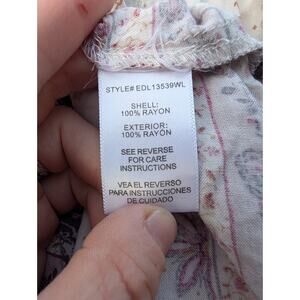 STYLE# EDL13539WL
SHELL:
100% RAYON
EXTERIOR:
100% RAYON
SEE REVERSE
FOR CARE
INSTRUCTIONS
VEA EL REVERSO
PARA INSTRUCCIONES
DE CUIDADO